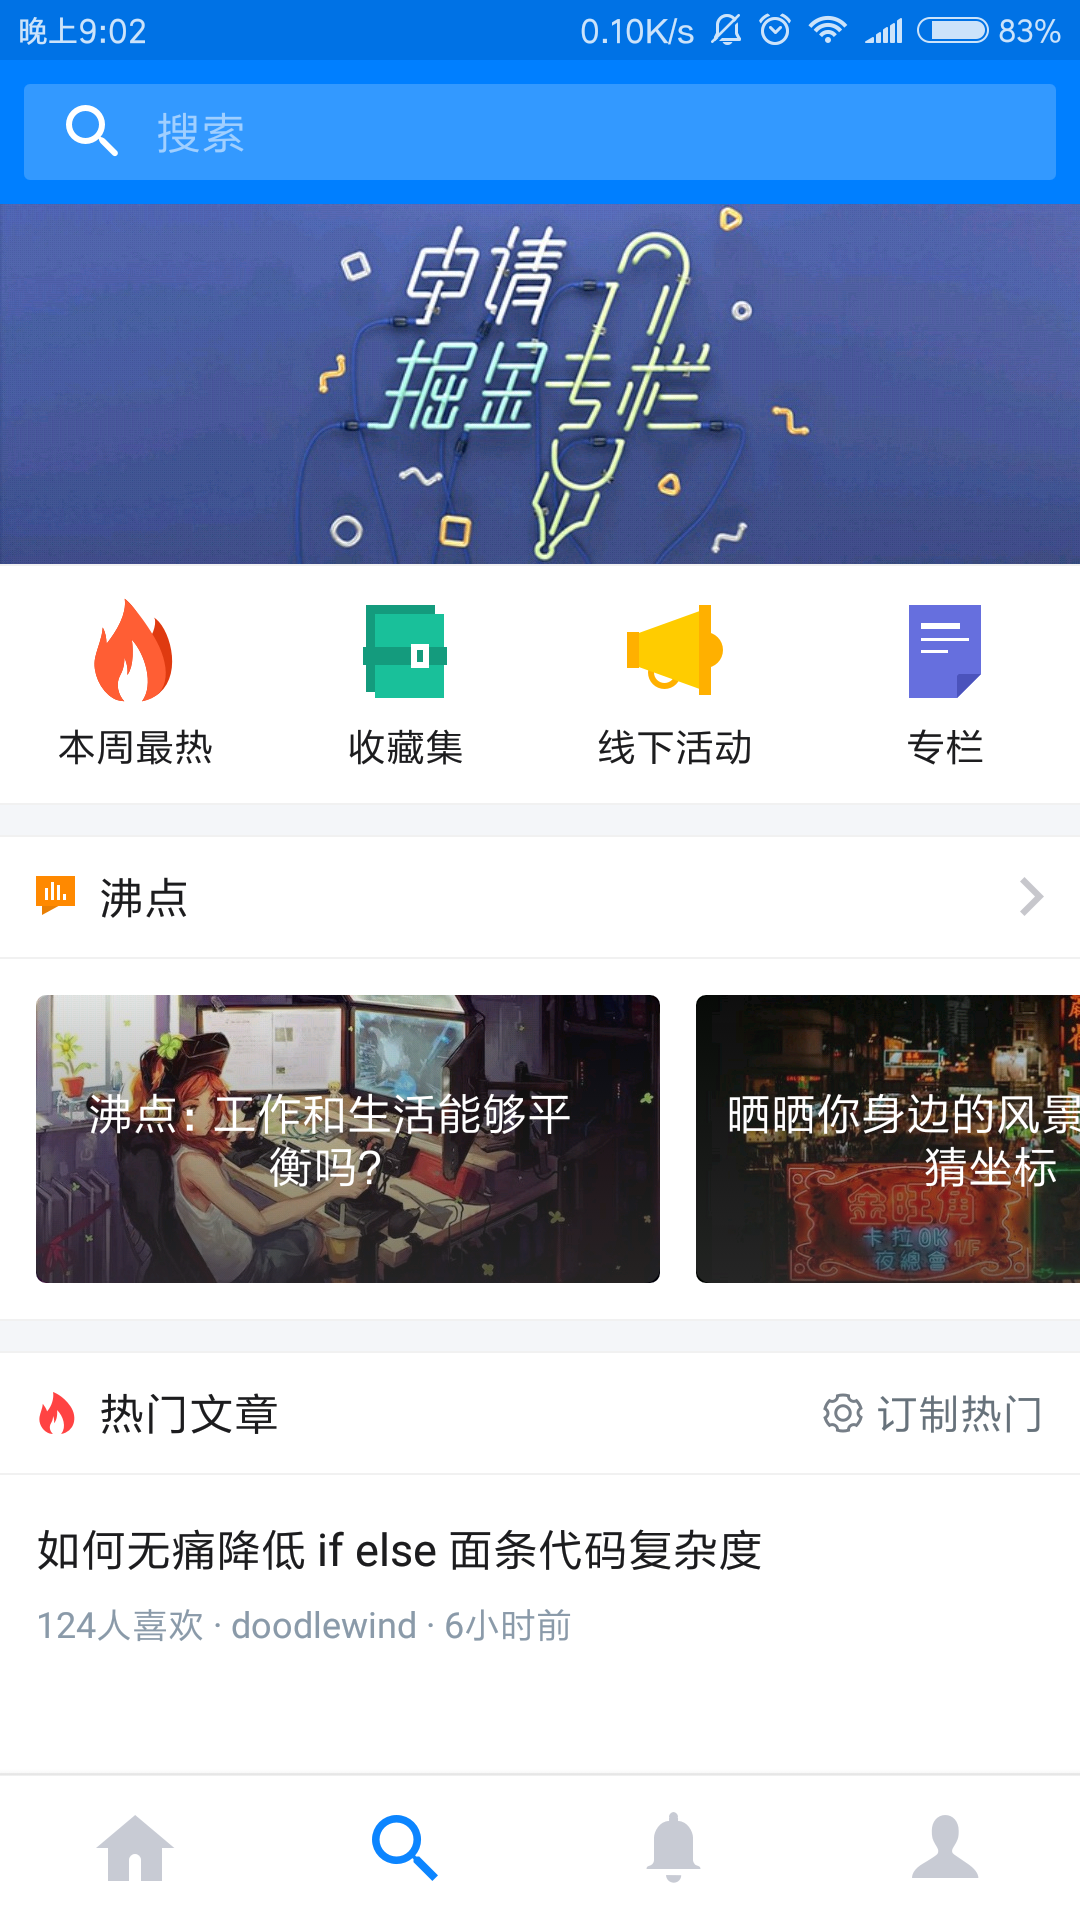 晚上9:02 0.10K/s 83%
搜索
申请
掘金专栏
本周最热 收藏集 线下活动 专栏
沸点
沸点：工作和生活能够平
衡吗？
晒晒你身边的风景
猜坐标
金旺角
卡拉OK 1/F
夜總會
热门文章 订制热门
如何无痛降低 if else 面条代码复杂度
124人喜欢 · doodlewind · 6小时前